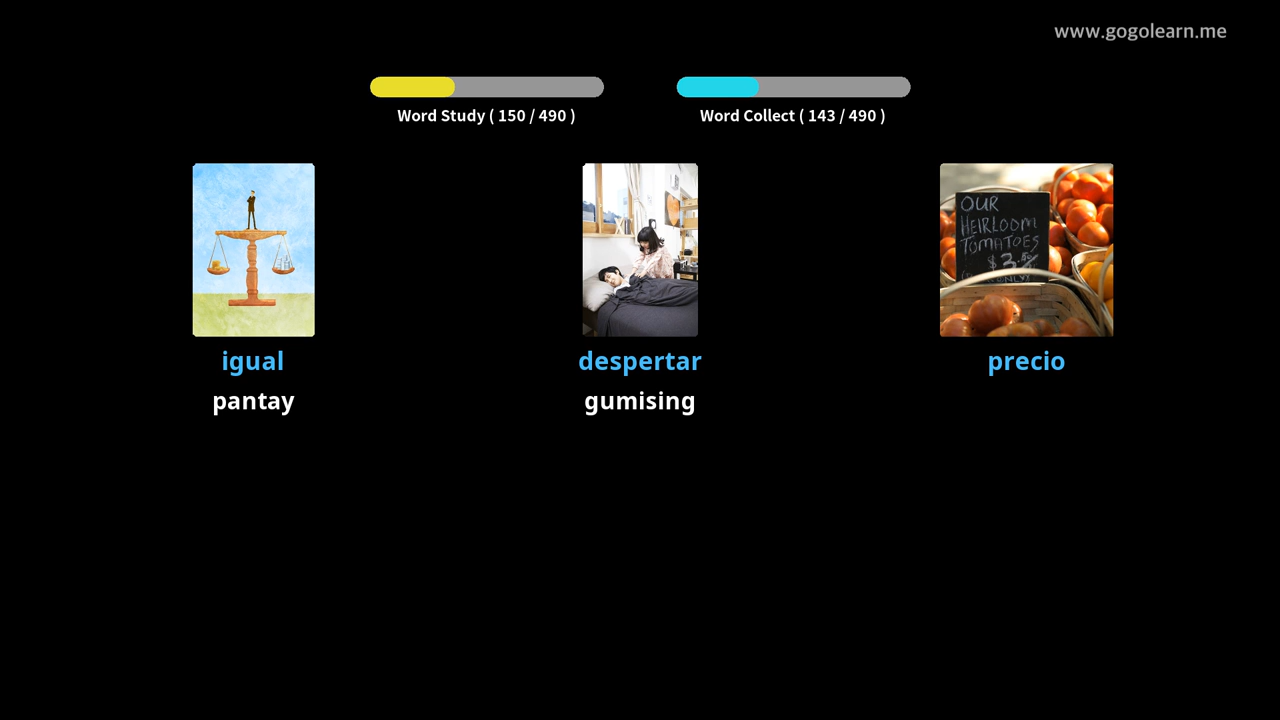 www.gogolearn.me
Word Study ( 150 / 490 )
Word Collect ( 143 / 490 )
OUR
HEIRLOOM
TOMATOES
$3
igual
despertar
precio
pantay
gumising